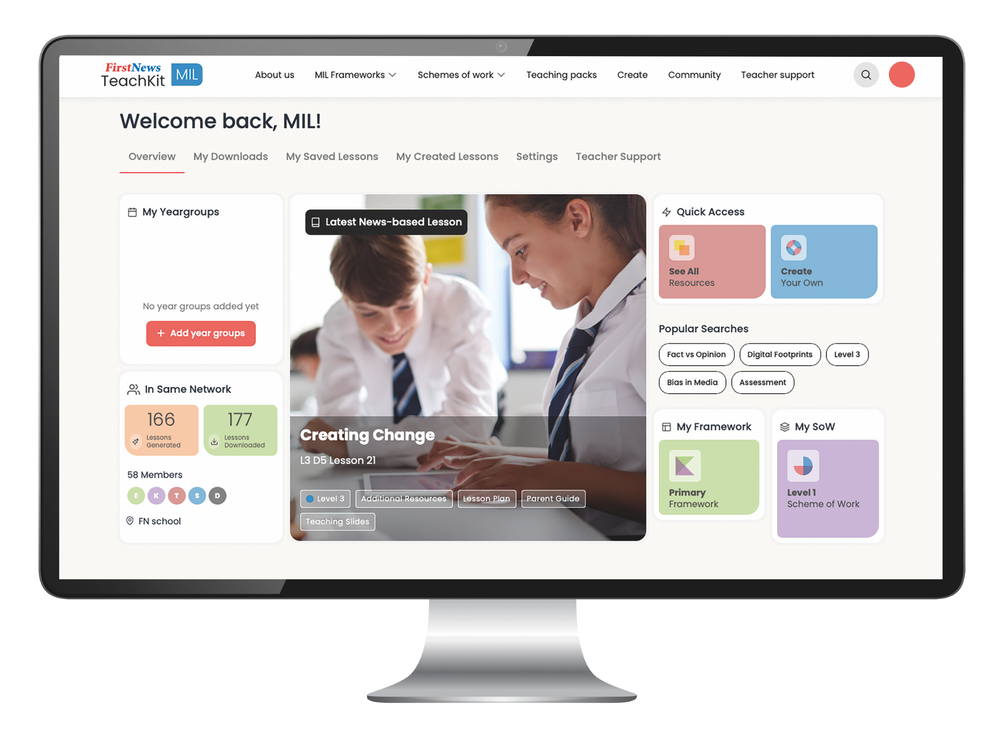 FirstNews
TeachKit
MIL
About us
MIL Frameworks
Schemes of work
Teaching packs
Create
Community
Teacher support
Welcome back, MIL!
Overview
My Downloads
My Saved Lessons
My Created Lessons
Settings
Teacher Support
My Yeargroups
No year groups added yet
+ Add year groups
In Same Network
166
Lessons
Generated
177
Lessons
Downloaded
58 Members
E K T S D
FN school
Latest News-based Lesson
Creating Change
L3 D5 Lesson 21
Level 3
Additional Resources
Lesson Plan
Parent Guide
Teaching Slides
Quick Access
See All
Resources
Create
Your Own
Popular Searches
Fact vs Opinion
Digital Footprints
Level 3
Bias in Media
Assessment
My Framework
Primary
Framework
My SoW
Level 1
Scheme of Work